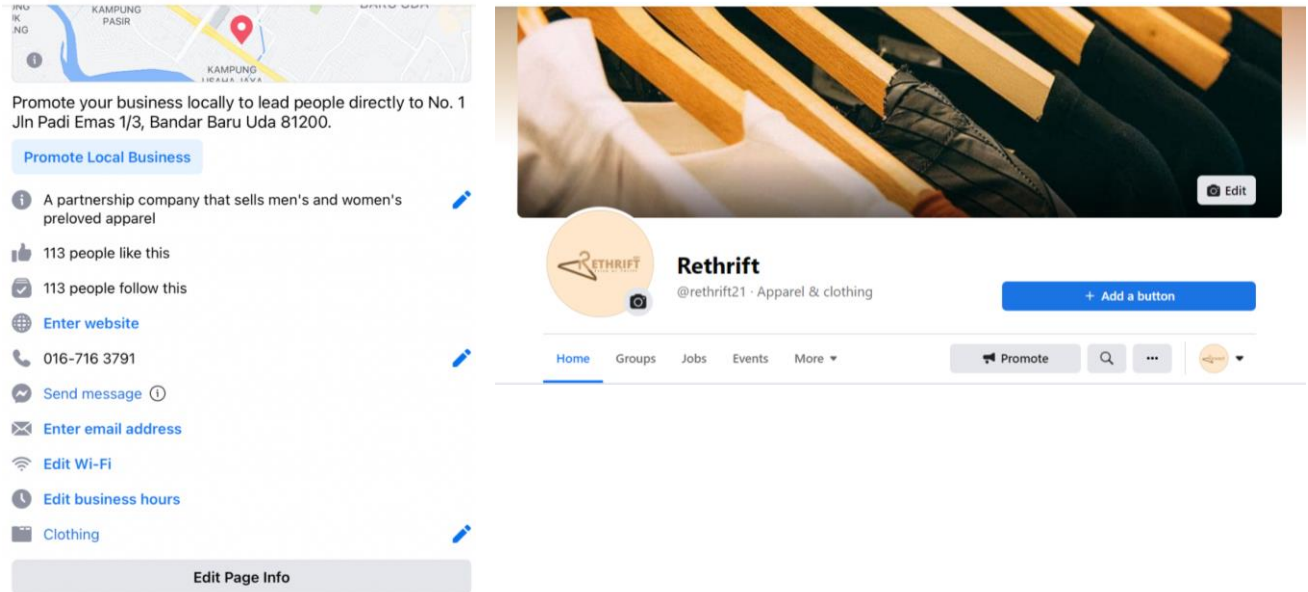 KAMPUNG
PASIR
KAMPUNG
USAHA JAYA
BARU UDA
Promote your business locally to lead people directly to No. 1
Jln Padi Emas 1/3, Bandar Baru Uda 81200.
Promote Local Business
A partnership company that sells men's and women's
preloved apparel
113 people like this
113 people follow this
Enter website
016-716 3791
Send message
Enter email address
Edit Wi-Fi
Edit business hours
Clothing
Edit Page Info
Edit
RETHRIFT
Rethrift
@rethrift21 · Apparel & clothing
+ Add a button
Home Groups Jobs Events More
Promote